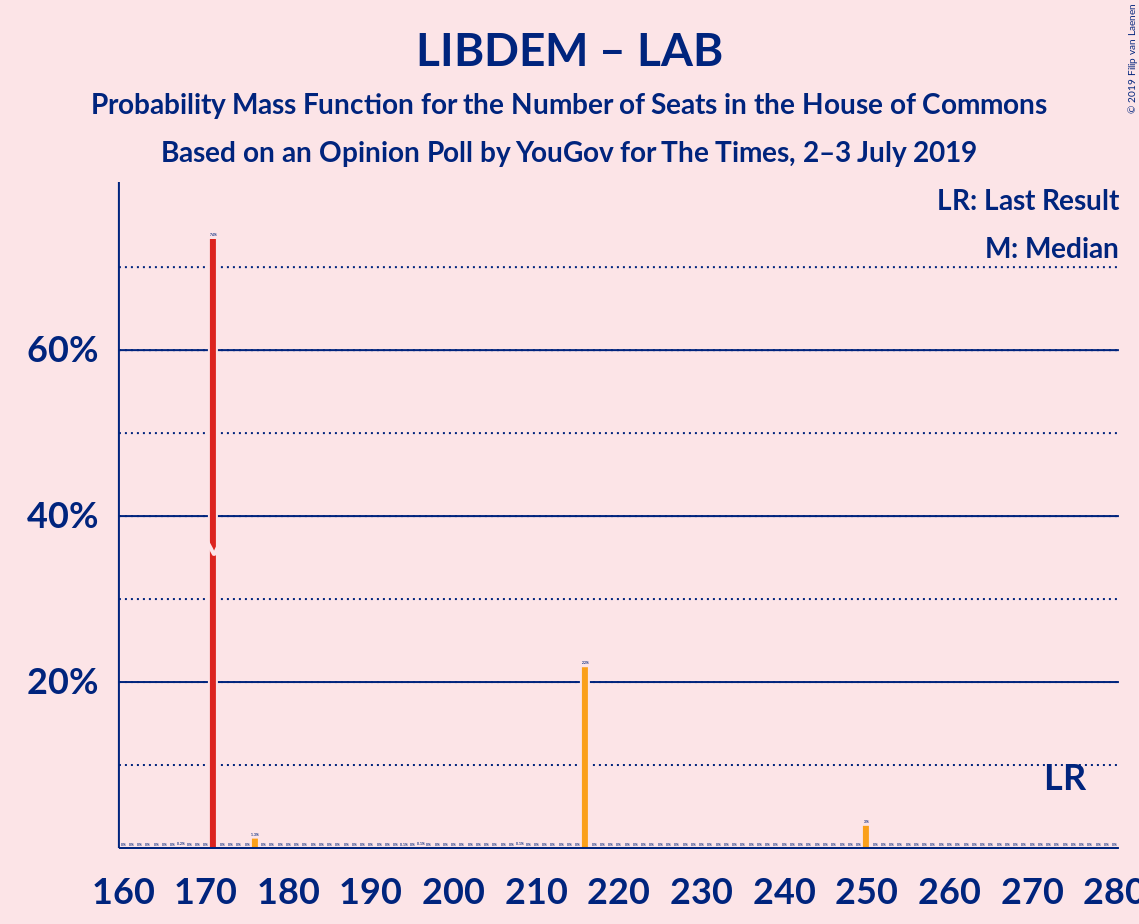 LIBDEM – LAB
Probability Mass Function for the Number of Seats in the House of Commons
Based on an Opinion Poll by YouGov for The Times, 2–3 July 2019
© 2019 Filip van Laenen
LR: Last Result
M: Median
60%
40%
20%
M
LR
160 170 180 190 200 210 220 230 240 250 260 270 280